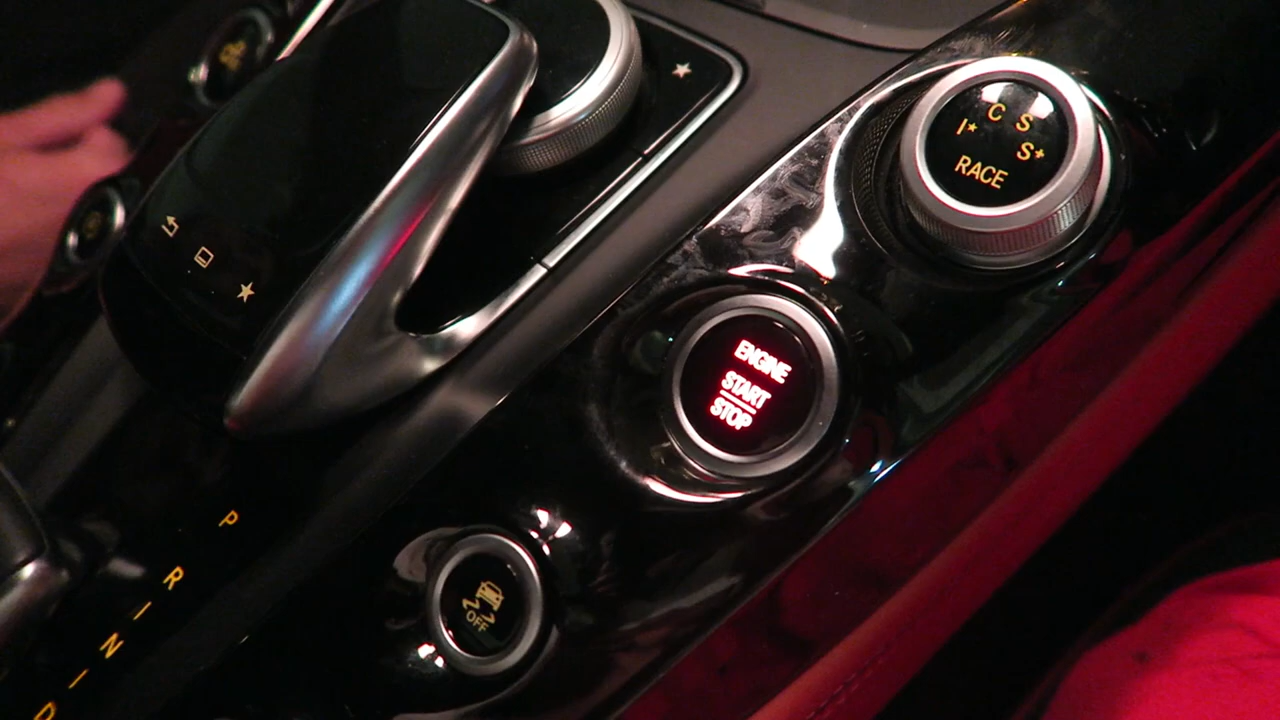 C S
I* S+
RACE
ENGINE
START
STOP
OFF
P
R
N
D